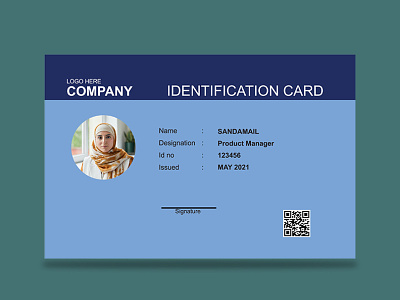 LOGO HERE
COMPANY IDENTIFICATION CARD
Name : SANDAMAIL
Designation : Product Manager
Id no : 123456
Issued : MAY 2021
Signature